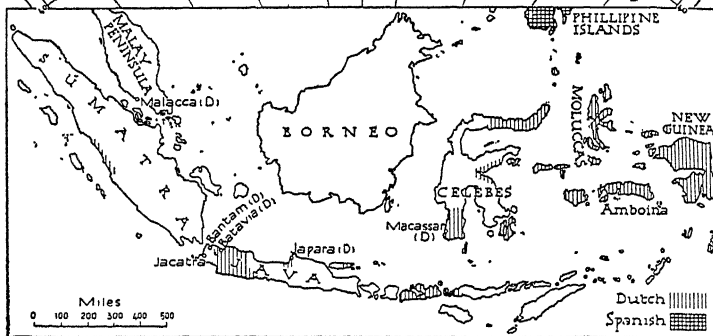 PHILLIPINE
ISLANDS
MALAY
PENINSULA
SÚMATRA
Malacca (D)
BORNEO
MOLUCCAS
NEW
GUINEA
CELEBES
Amboina
Macassar
(D)
Bantam (D)
Batavia (D)
Jacatra
Japara (D)
JAVA
Miles
0 100 200 300 400 500
Dutch
Spanish